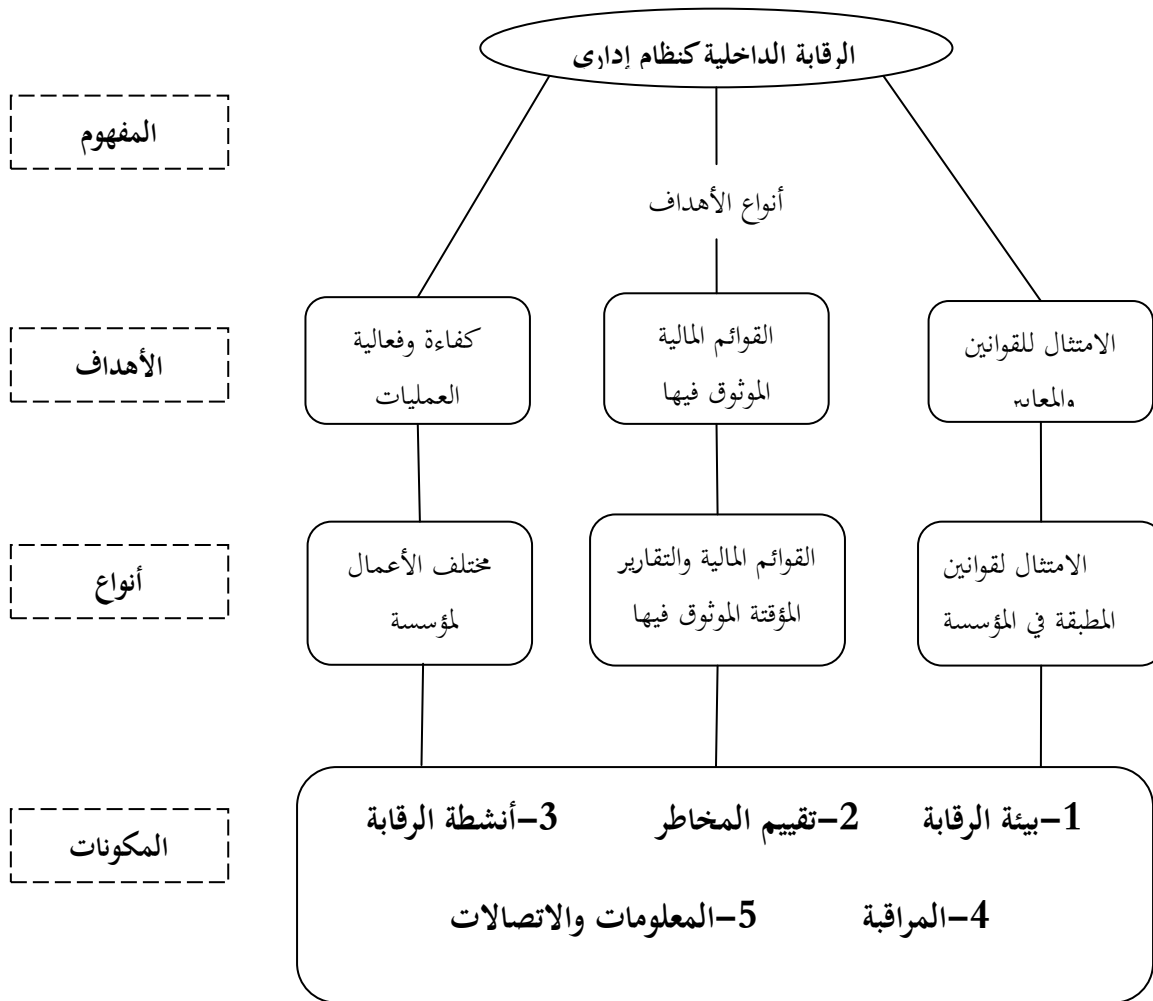 الرقابة الداخلية كنظام إدارى
المفهوم
أنواع الأهداف
الأهداف
الامتثال للقوانين
والمعايير
القوائم المالية
الموثوق فيها
كفاءة وفعالية
العمليات
أنواع
الامتثال لقوانين
المطبقة في المؤسسة
القوائم المالية والتقارير
المؤقتة الموثوق فيها
مختلف الأعمال
لمؤسسة
المكونات
1-بيئة الرقابة 2-تقييم المخاطر 3-أنشطة الرقابة
4-المراقبة 5-المعلومات والاتصالات